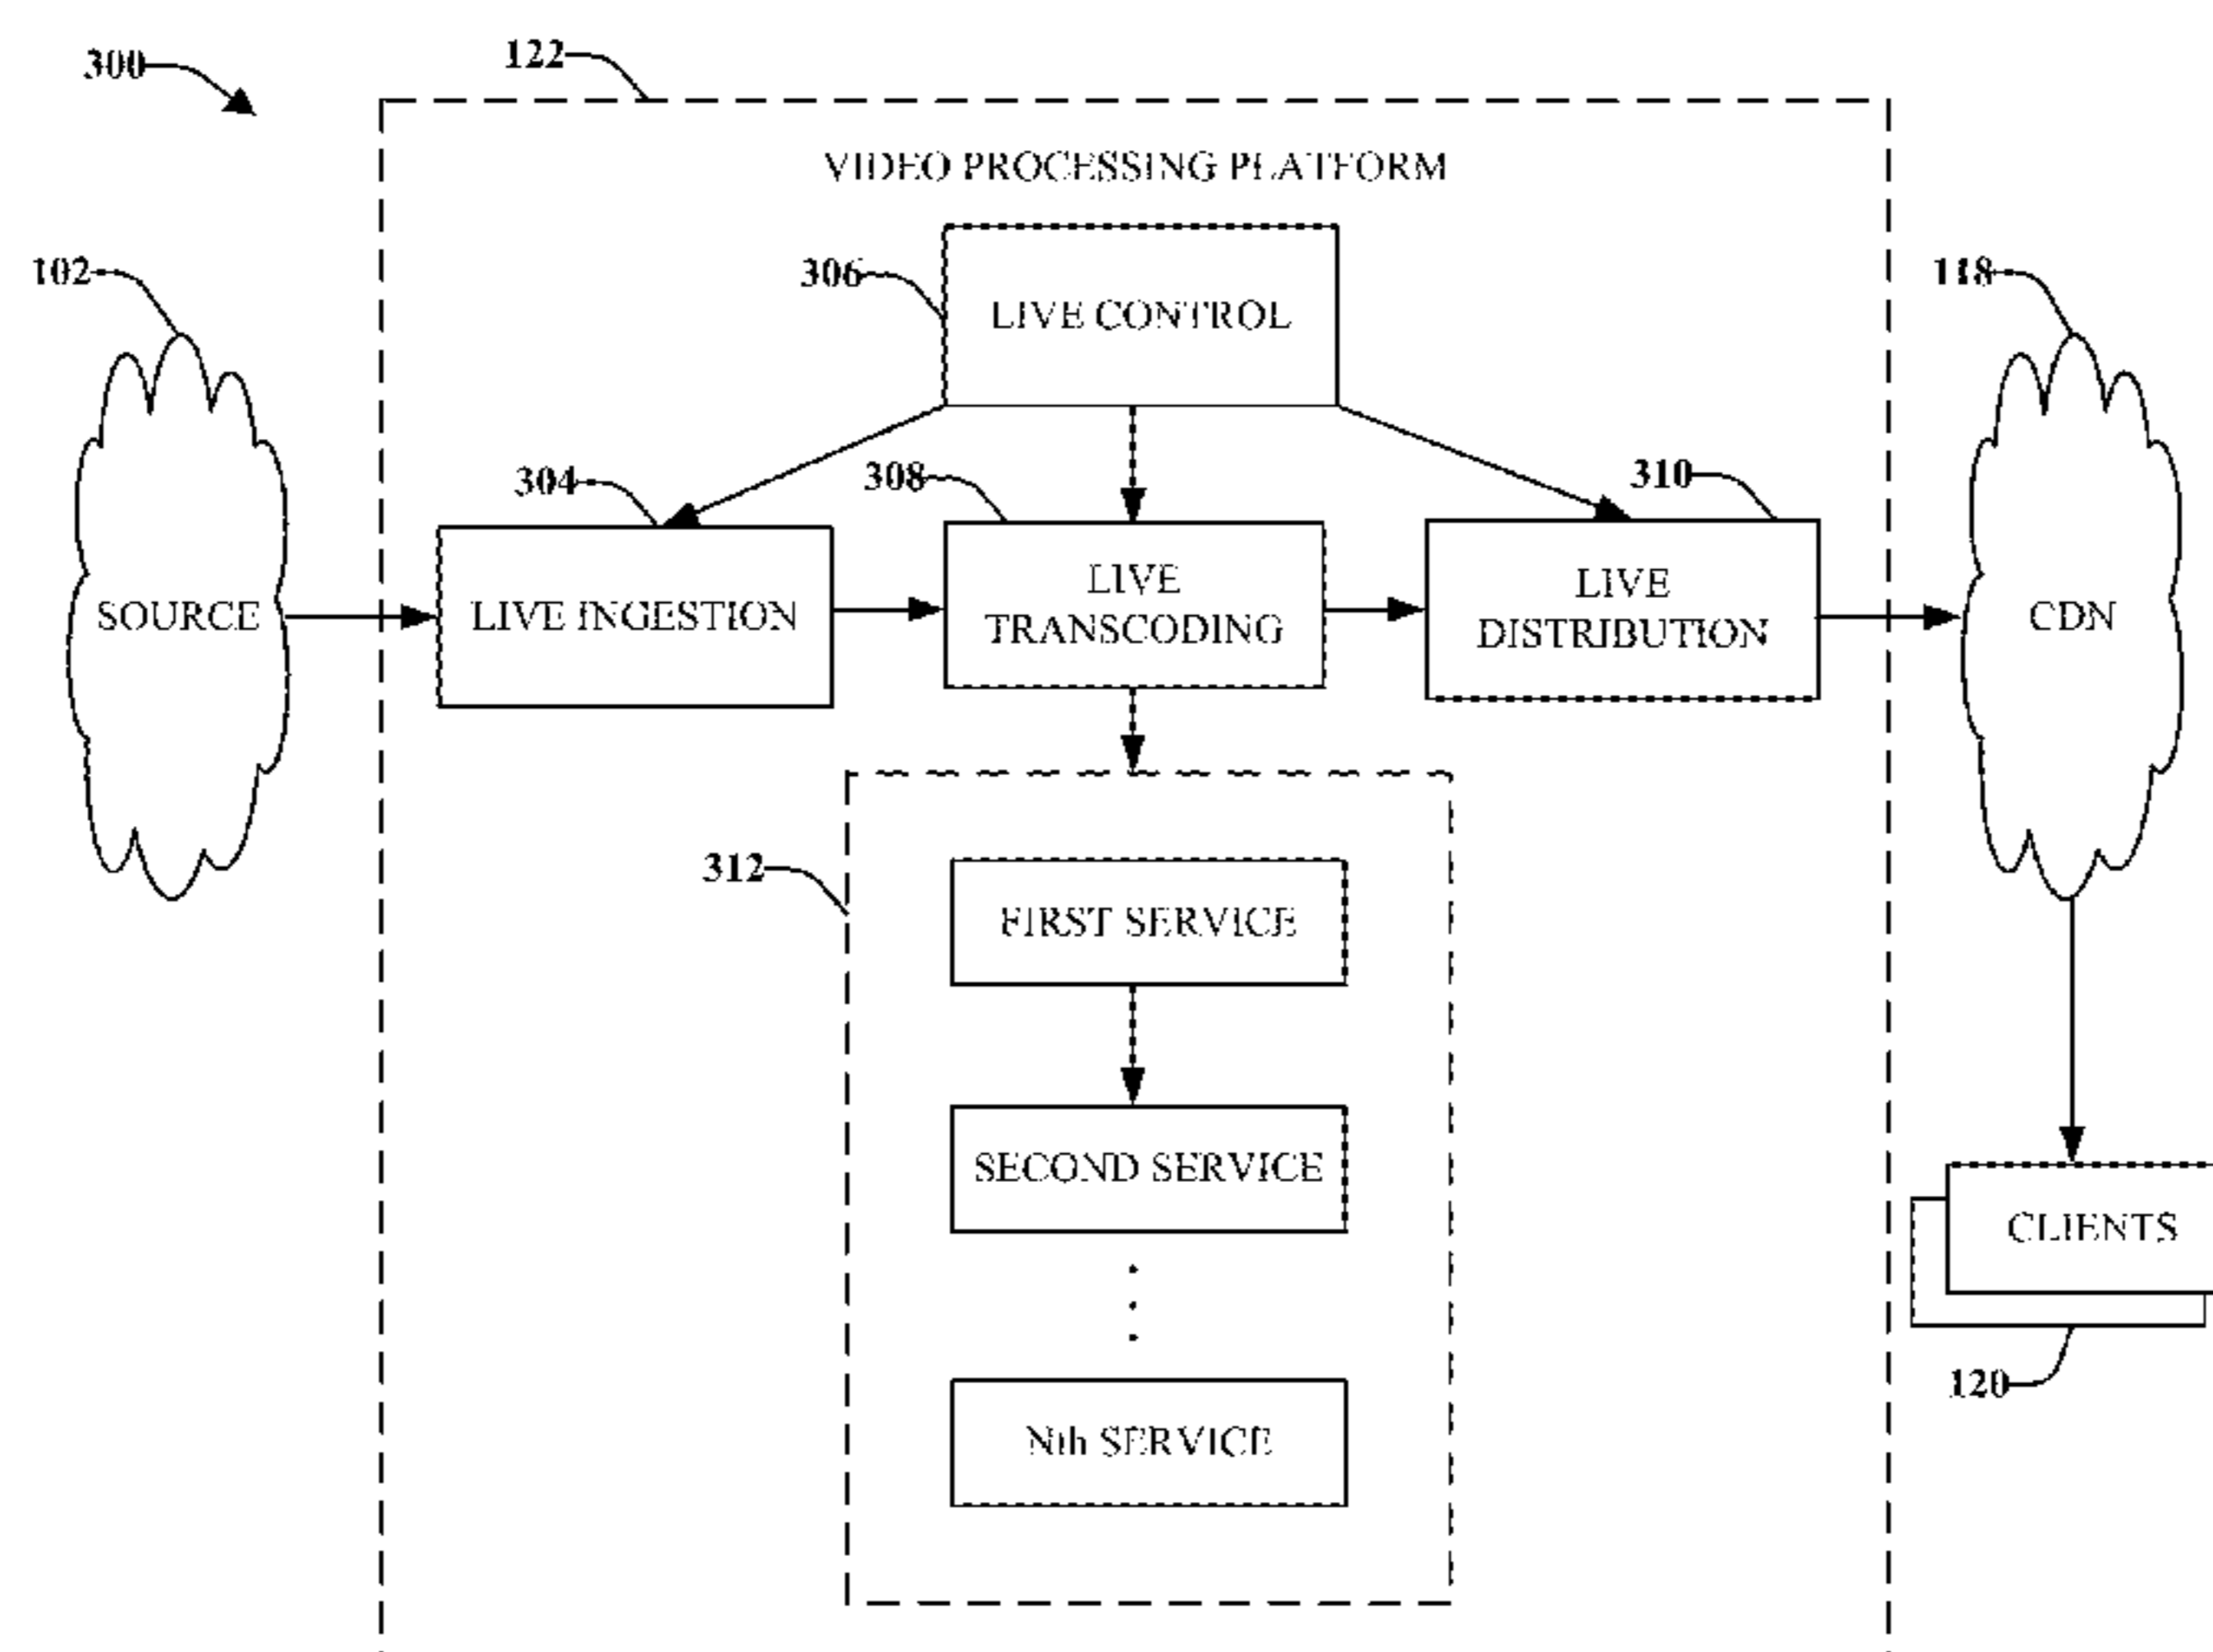 300
122
VIDEO PROCESSING PLATFORM
102
306
LIVE CONTROL
118
304
308
310
SOURCE
LIVE INGESTION
LIVE
TRANSCODING
LIVE
DISTRIBUTION
CDN
312
FIRST SERVICE
SECOND SERVICE
CLIENTS
120
Nth SERVICE